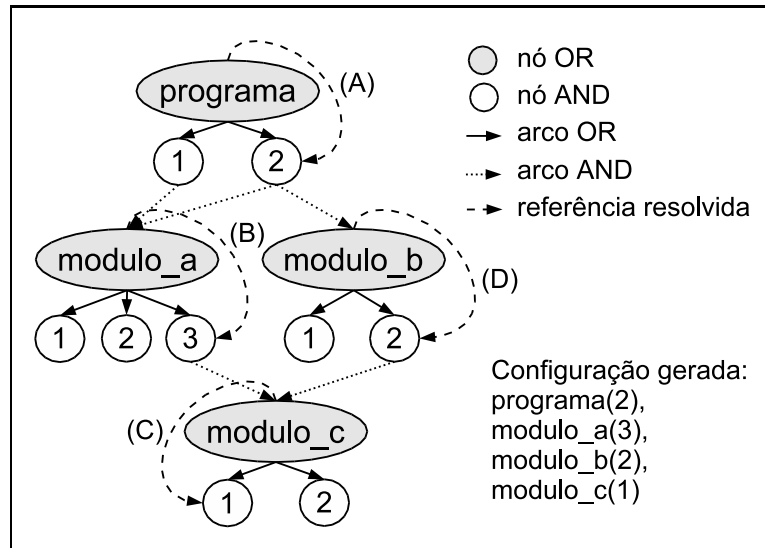 programa
(A)
1
2
nó OR
nó AND
arco OR
arco AND
referência resolvida
modulo_a
(B)
modulo_b
(D)
1
2
3
1
2
(C)
modulo_c
1
2
Configuração gerada:
programa(2),
modulo_a(3),
modulo_b(2),
modulo_c(1)